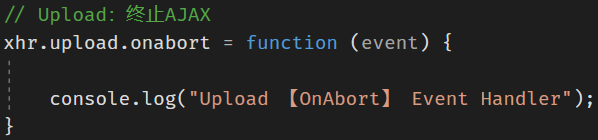 // Upload: 终止AJAX
xhr.upload.onabort = function (event) {
console.log("Upload 【OnAbort】 Event Handler");
}